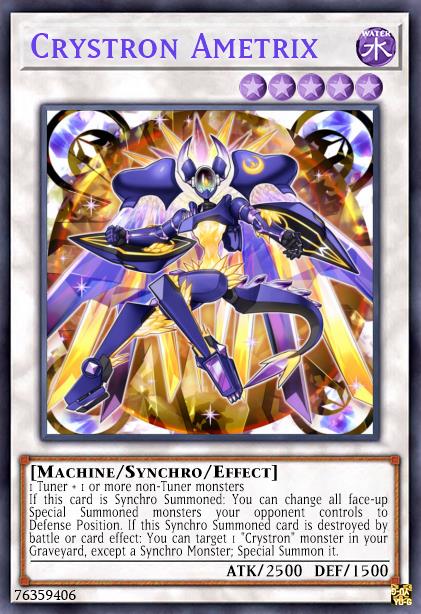 Crystron Ametrix
WATER
水
[Machine/Synchro/Effect]
1 Tuner + 1 or more non-Tuner monsters
If this card is Synchro Summoned: You can change all face-up
Special Summoned monsters your opponent controls to
Defense Position. If this Synchro Summoned card is destroyed by
battle or card effect: You can target 1 "Crystron" monster in your
Graveyard, except a Synchro Monster; Special Summon it.
ATK/2500 DEF/1500
76359406